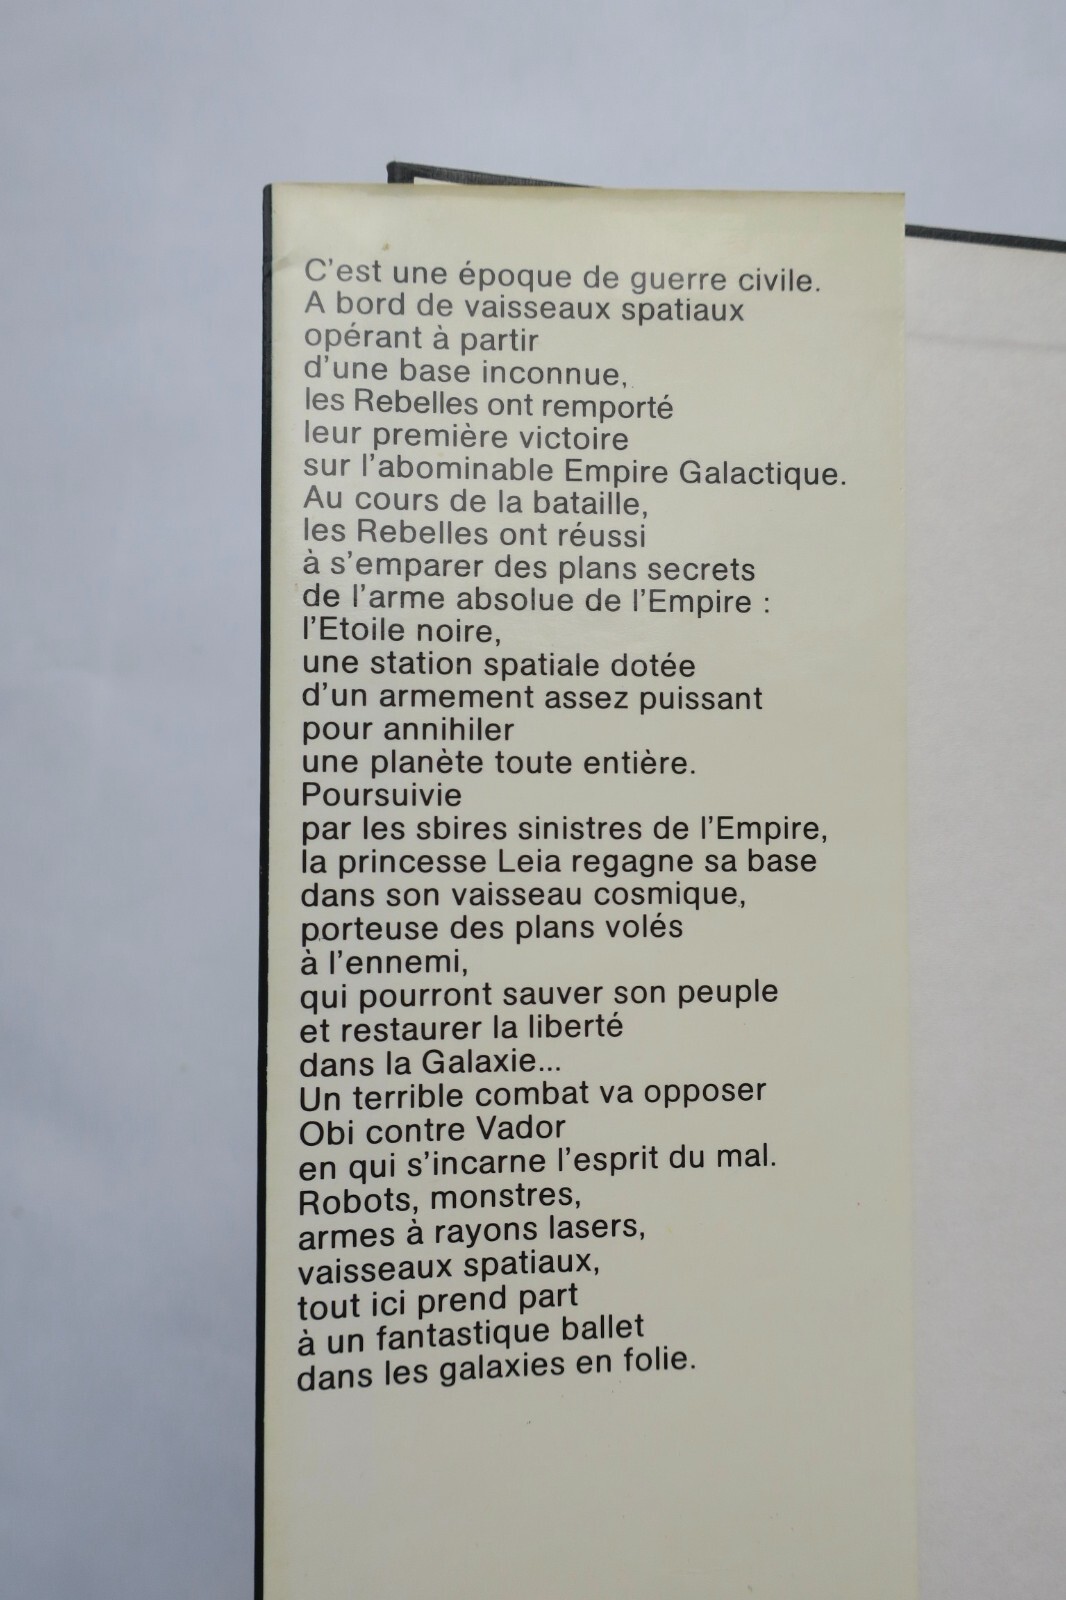 C'est une époque de guerre civile.
A bord de vaisseaux spatiaux
opérant à partir
d'une base inconnue,
les Rebelles ont remporté
leur première victoire
sur l'abominable Empire Galactique.
Au cours de la bataille,
les Rebelles ont réussi
à s'emparer des plans secrets
de l'arme absolue de l'Empire :
l'Etoile noire,
une station spatiale dotée
d'un armement assez puissant
pour annihiler
une planète toute entière.
Poursuivie
par les sbires sinistres de l'Empire,
la princesse Leia regagne sa base
dans son vaisseau cosmique,
porteuse des plans volés
à l'ennemi,
qui pourront sauver son peuple
et restaurer la liberté
dans la Galaxie...
Un terrible combat va opposer
Obi contre Vador
en qui s'incarne l'esprit du mal.
Robots, monstres,
armes à rayons lasers,
vaisseaux spatiaux,
tout ici prend part
à un fantastique ballet
dans les galaxies en folie.